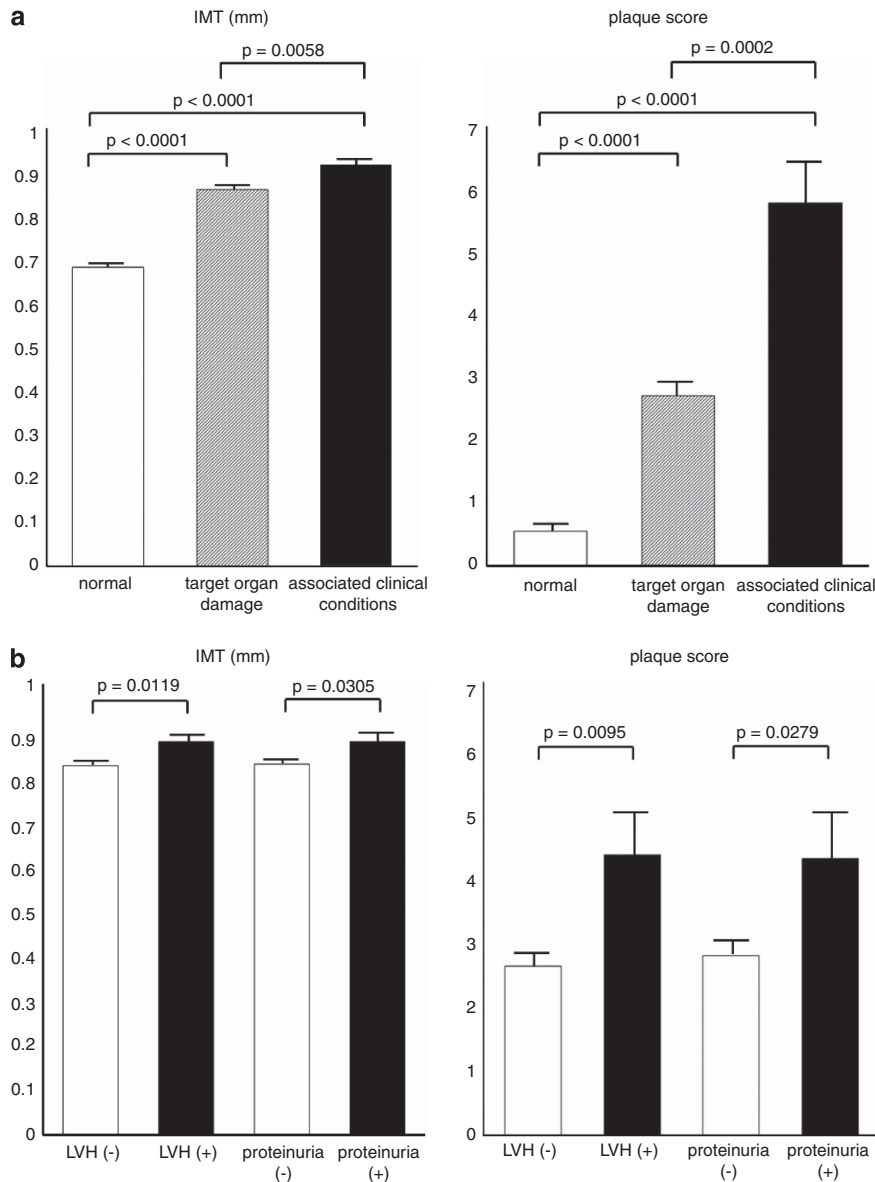 a
IMT (mm)
p = 0.0058
p < 0.0001
p < 0.0001
1
0.9
0.8
0.7
0.6
0.5
0.4
0.3
0.2
0.1
0
normal
target organ
damage
associated clinical
conditions
plaque score
p = 0.0002
p < 0.0001
p < 0.0001
7
6
5
4
3
2
1
0
normal
target organ
damage
associated clinical
conditions
b
IMT (mm)
p = 0.0119
p = 0.0305
1
0.9
0.8
0.7
0.6
0.5
0.4
0.3
0.2
0.1
0
LVH (-)
LVH (+)
proteinuria
(-)
proteinuria
(+)
plaque score
p = 0.0095
p = 0.0279
7
6
5
4
3
2
1
0
LVH (-)
LVH (+)
proteinuria
(-)
proteinuria
(+)